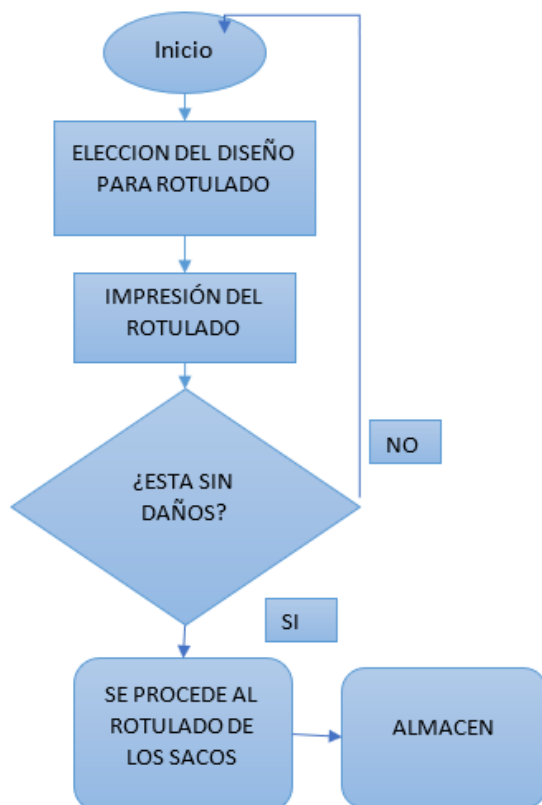 Inicio
ELECCION DEL DISEÑO
PARA ROTULADO
IMPRESIÓN DEL
ROTULADO
¿ESTA SIN
DAÑOS?
NO
SI
SE PROCEDE AL
ROTULADO DE
LOS SACOS
ALMACEN